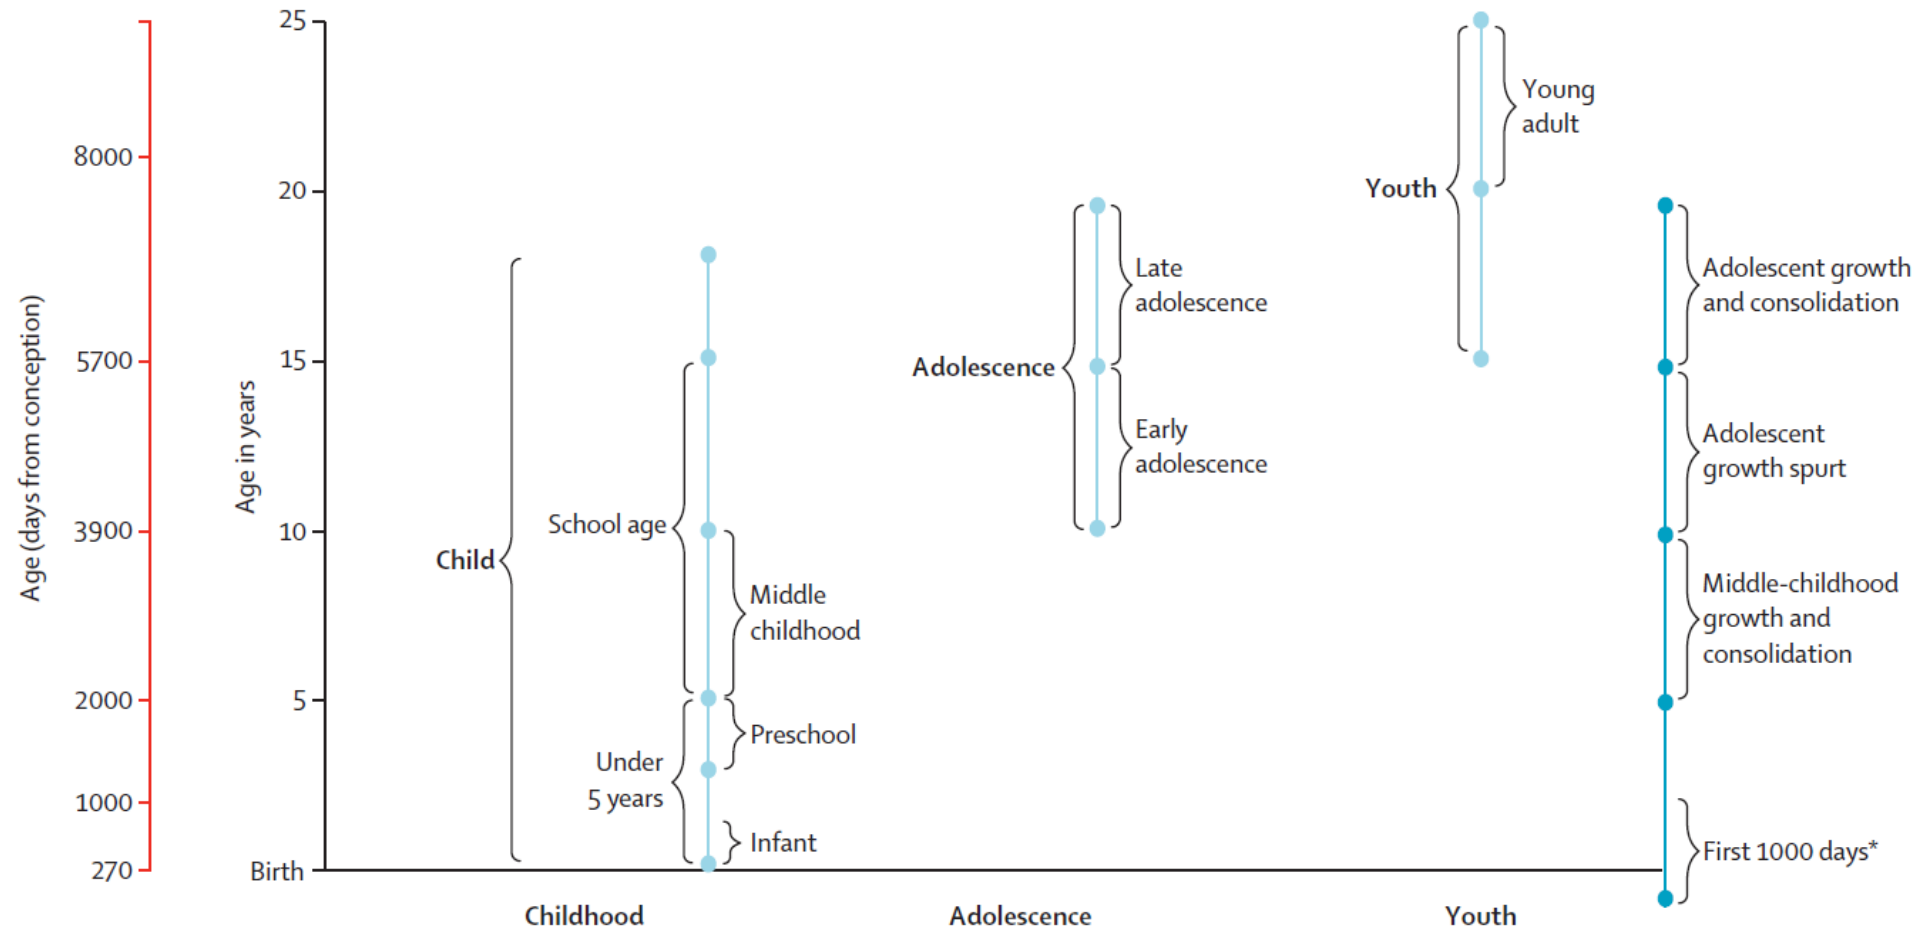 Age (days from conception)
8000
5700
3900
2000
1000
270
Age in years
25
20
15
10
5
Birth
Child
School age
Middle
childhood
Preschool
Under
5 years
Infant
Adolescence
Late
adolescence
Early
adolescence
Youth
Young
adult
Adolescent growth
and consolidation
Adolescent
growth spurt
Middle-childhood
growth and
consolidation
First 1000 days*
Childhood
Adolescence
Youth